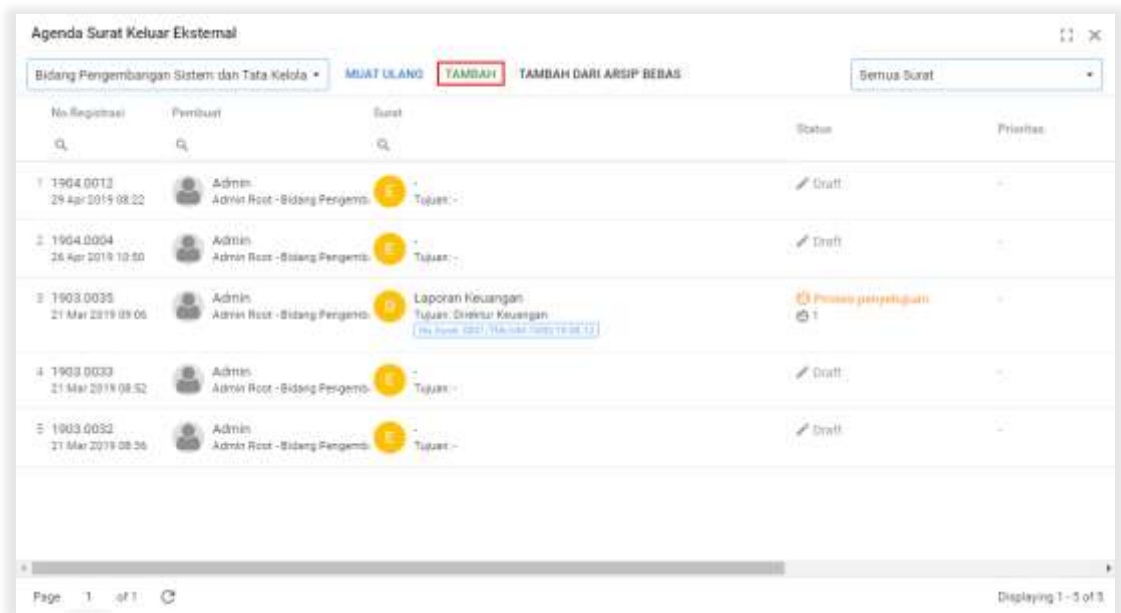 Agenda Surat Keluar Eksternal
Bidang Pengembangan Sistem dan Tata Kelola MUAT ULANG TAMBAH TAMBAH DARI ARSIP BEBAS Semua Surat
No.Registrasi Pembuat Surat Status Prioritas
1 1904.0012 Admin E - Draft -
29 Apr 2019 08:22 Admin Root - Bidang Pengemb Tujuan: -
2 1904.0004 Admin E - Draft -
26 Apr 2019 10:50 Admin Root - Bidang Pengemb Tujuan: -
3 1903.0035 Admin D Laporan Keuangan Proses penyetujuan -
21 Mar 2019 09:06 Admin Root - Bidang Pengemb Tujuan: Direktur Keuangan 1
No Surat:
4 1903.0033 Admin E - Draft -
21 Mar 2019 08:52 Admin Root - Bidang Pengemb Tujuan: -
5 1903.0032 Admin E - Draft -
21 Mar 2019 08:36 Admin Root - Bidang Pengemb Tujuan: -
Page 1 of 1 Displaying 1 - 5 of 5